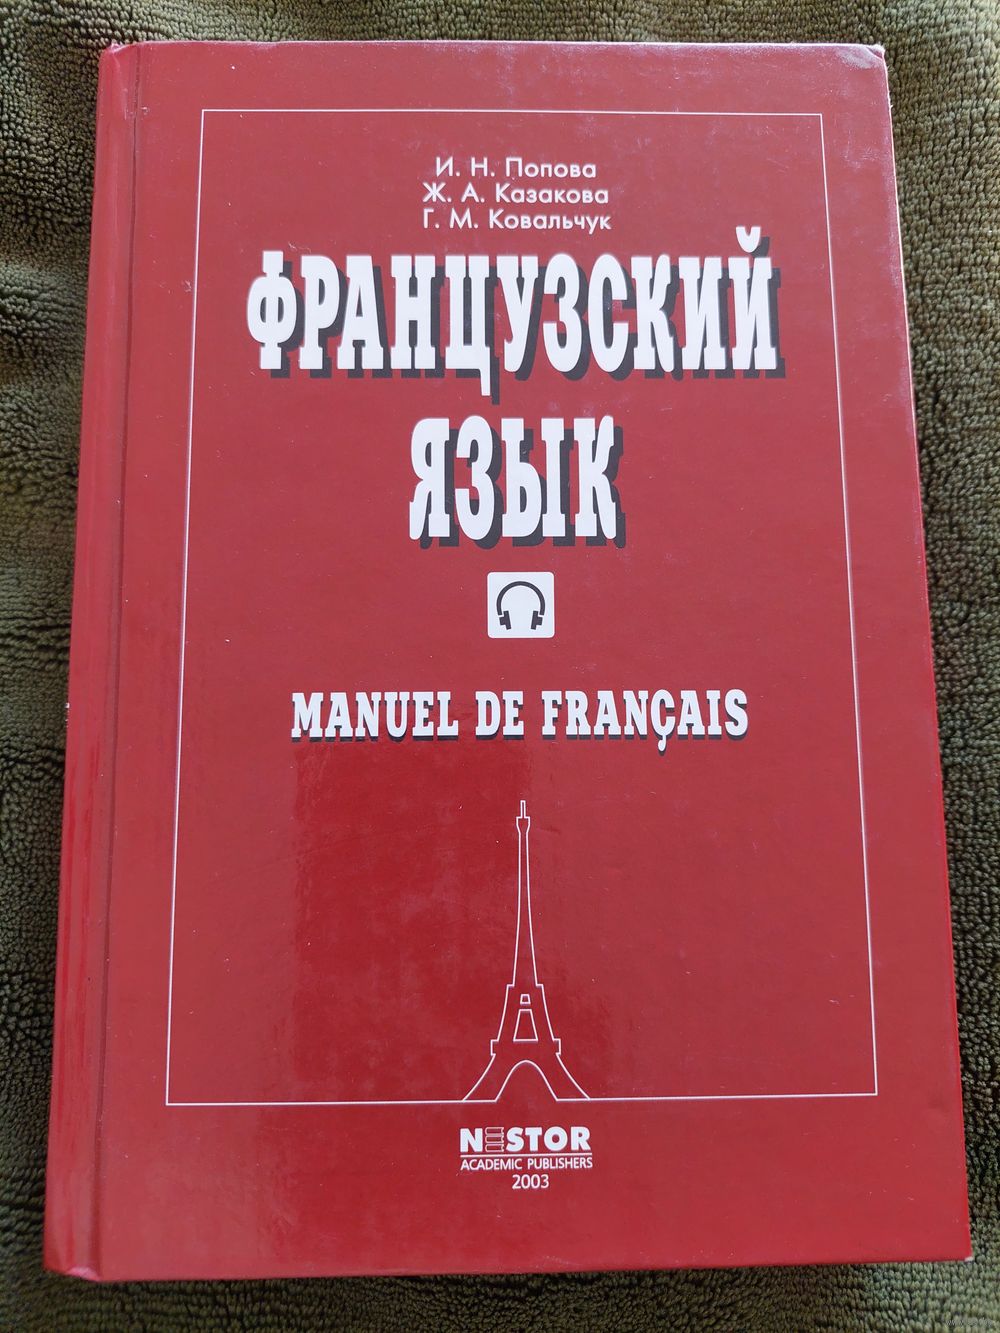 И. Н. Попова
Ж. А. Казакова
Г. М. Ковальчук
ФРАНЦУЗСКИЙ
ЯЗЫК
MANUEL DE FRANÇAIS
NESTOR
ACADEMIC PUBLISHERS
2003